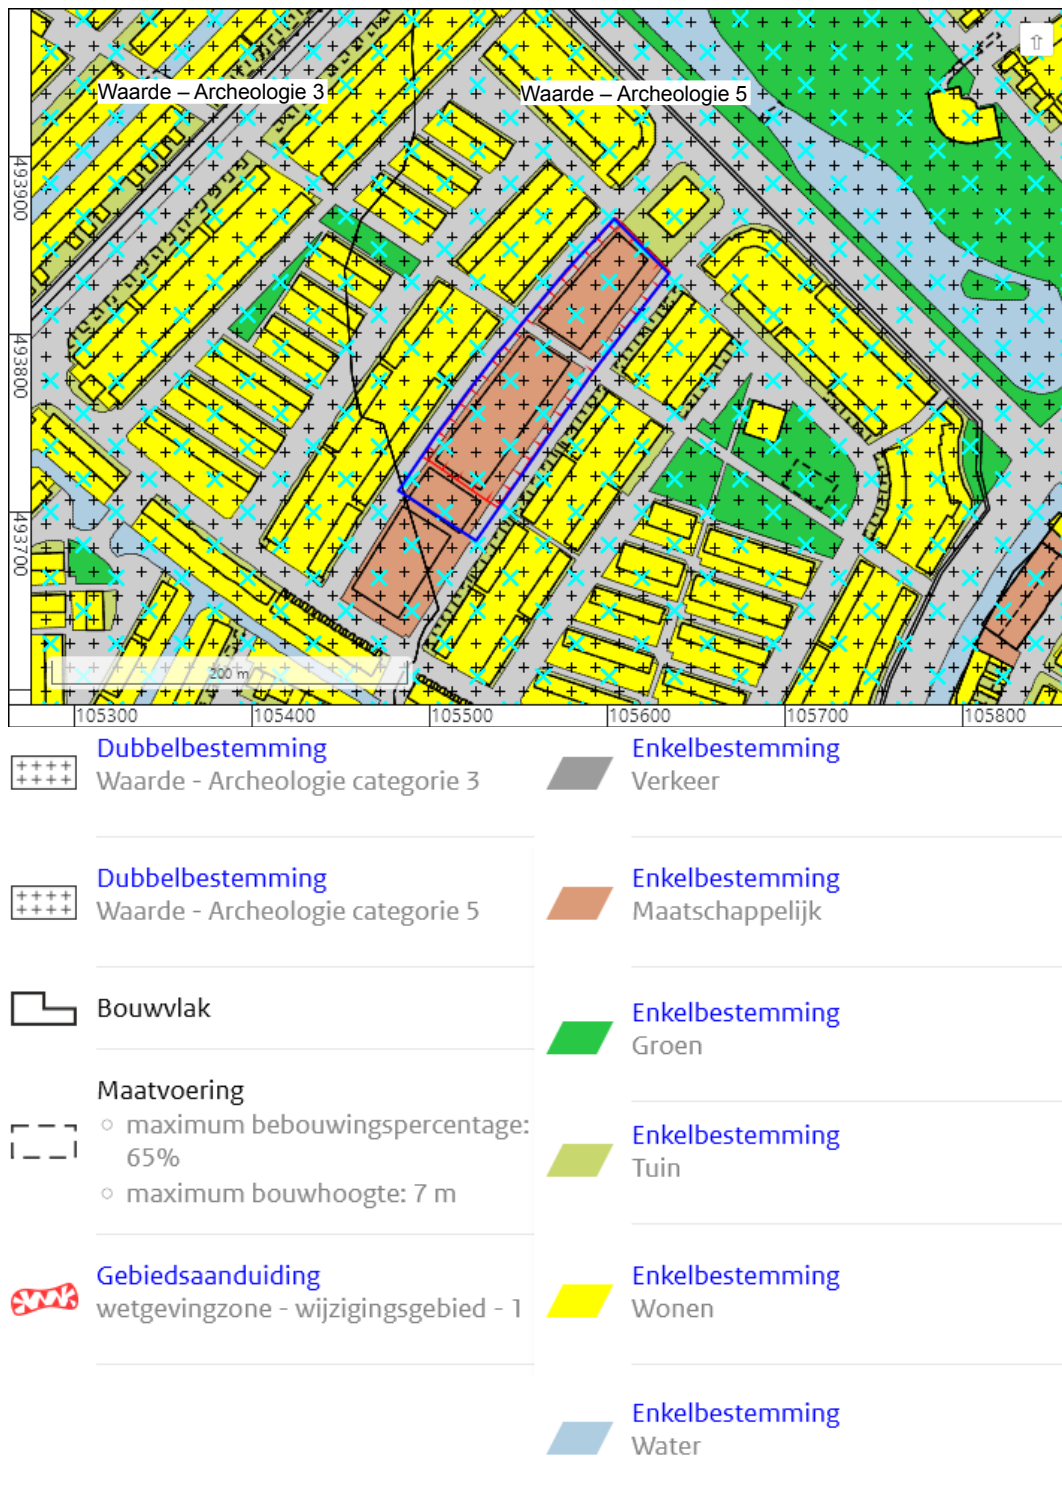 Waarde – Archeologie 3
Waarde – Archeologie 5
⇧
493900
493800
493700
200 m
105300
105400
105500
105600
105700
105800
Dubbelbestemming
Waarde - Archeologie categorie 3
Dubbelbestemming
Waarde - Archeologie categorie 5
Bouwvlak
Maatvoering
○ maximum bebouwingspercentage:
65%
○ maximum bouwhoogte: 7 m
Gebiedsaanduiding
wetgevingzone - wijzigingsgebied - 1
Enkelbestemming
Verkeer
Enkelbestemming
Maatschappelijk
Enkelbestemming
Groen
Enkelbestemming
Tuin
Enkelbestemming
Wonen
Enkelbestemming
Water